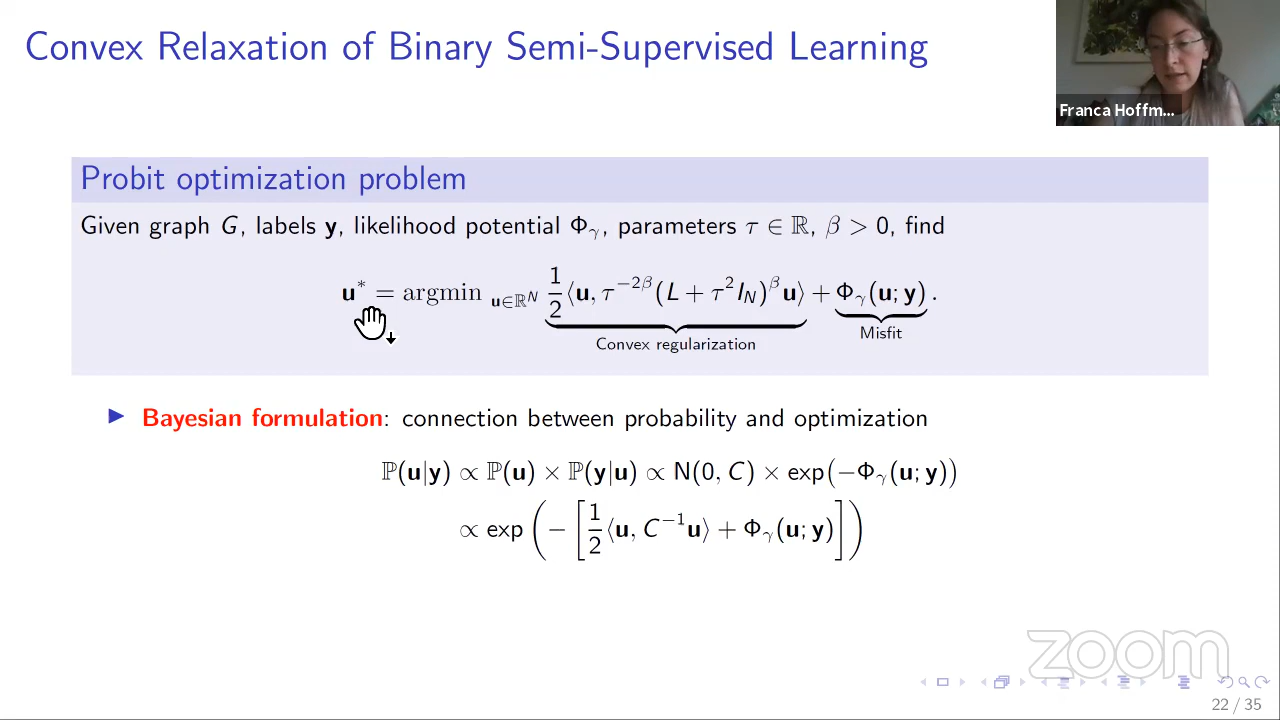 Convex Relaxation of Binary Semi-Supervised Learning
Franca Hoffm...
Probit optimization problem
Given graph G, labels y, likelihood potential Φ_γ, parameters τ ∈ ℝ, β > 0, find
u* = argmin_{u∈ℝ^N} 1/2 ⟨u, τ^{−2β}(L + τ²I_N)^β u⟩ + Φ_γ(u; y) .
Convex regularization
Misfit
▶ Bayesian formulation: connection between probability and optimization
ℙ(u|y) ∝ ℙ(u) × ℙ(y|u) ∝ N(0, C) × exp(−Φ_γ(u; y))
∝ exp(−[1/2 ⟨u, C^{−1}u⟩ + Φ_γ(u; y)])
zoom
22 / 35